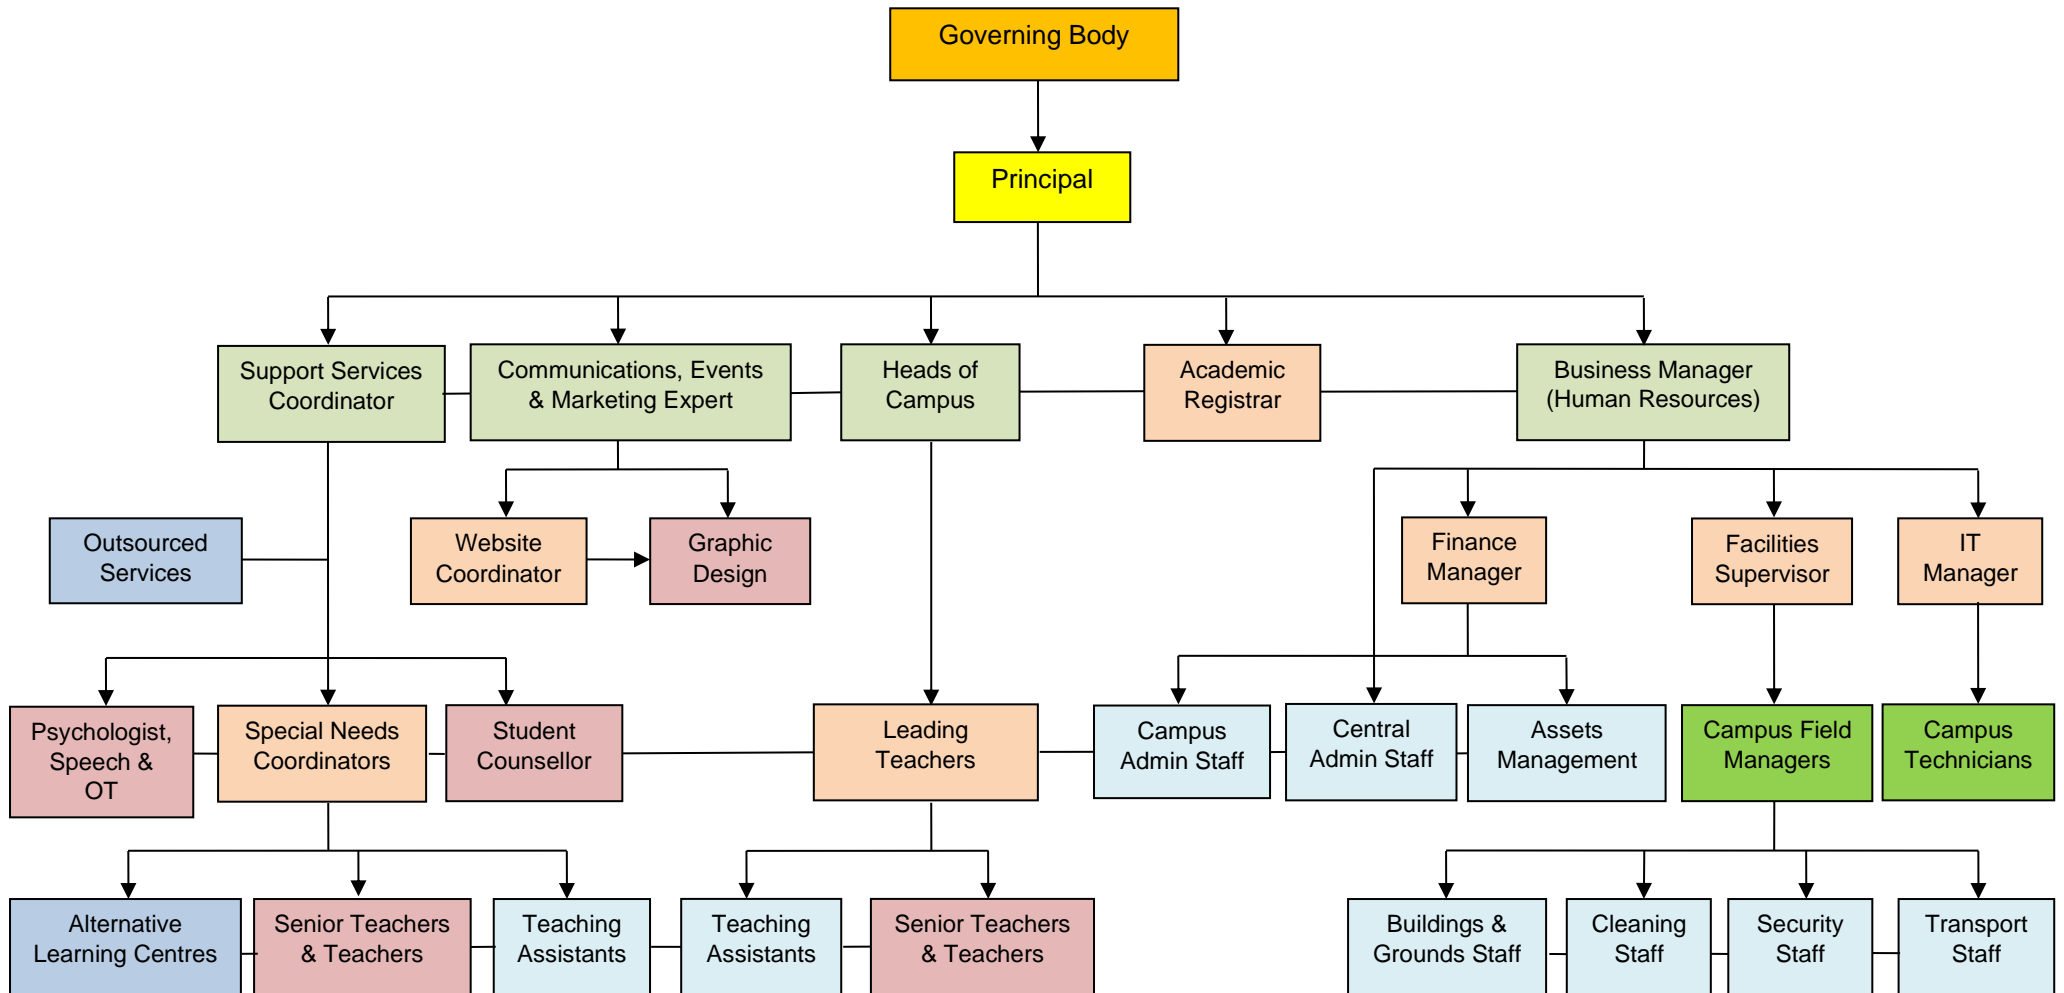 Governing Body
Principal
Support Services
Coordinator
Communications, Events
& Marketing Expert
Heads of
Campus
Academic
Registrar
Business Manager
(Human Resources)
Outsourced
Services
Website
Coordinator
Graphic
Design
Finance
Manager
Facilities
Supervisor
IT
Manager
Psychologist,
Speech &
OT
Special Needs
Coordinators
Student
Counsellor
Leading
Teachers
Campus
Admin Staff
Central
Admin Staff
Assets
Management
Campus Field
Managers
Campus
Technicians
Alternative
Learning Centres
Senior Teachers
& Teachers
Teaching
Assistants
Teaching
Assistants
Senior Teachers
& Teachers
Buildings &
Grounds Staff
Cleaning
Staff
Security
Staff
Transport
Staff